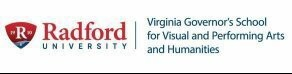 R
Radford
UNIVERSITY
Virginia Governor's School
for Visual and Performing Arts
and Humanities